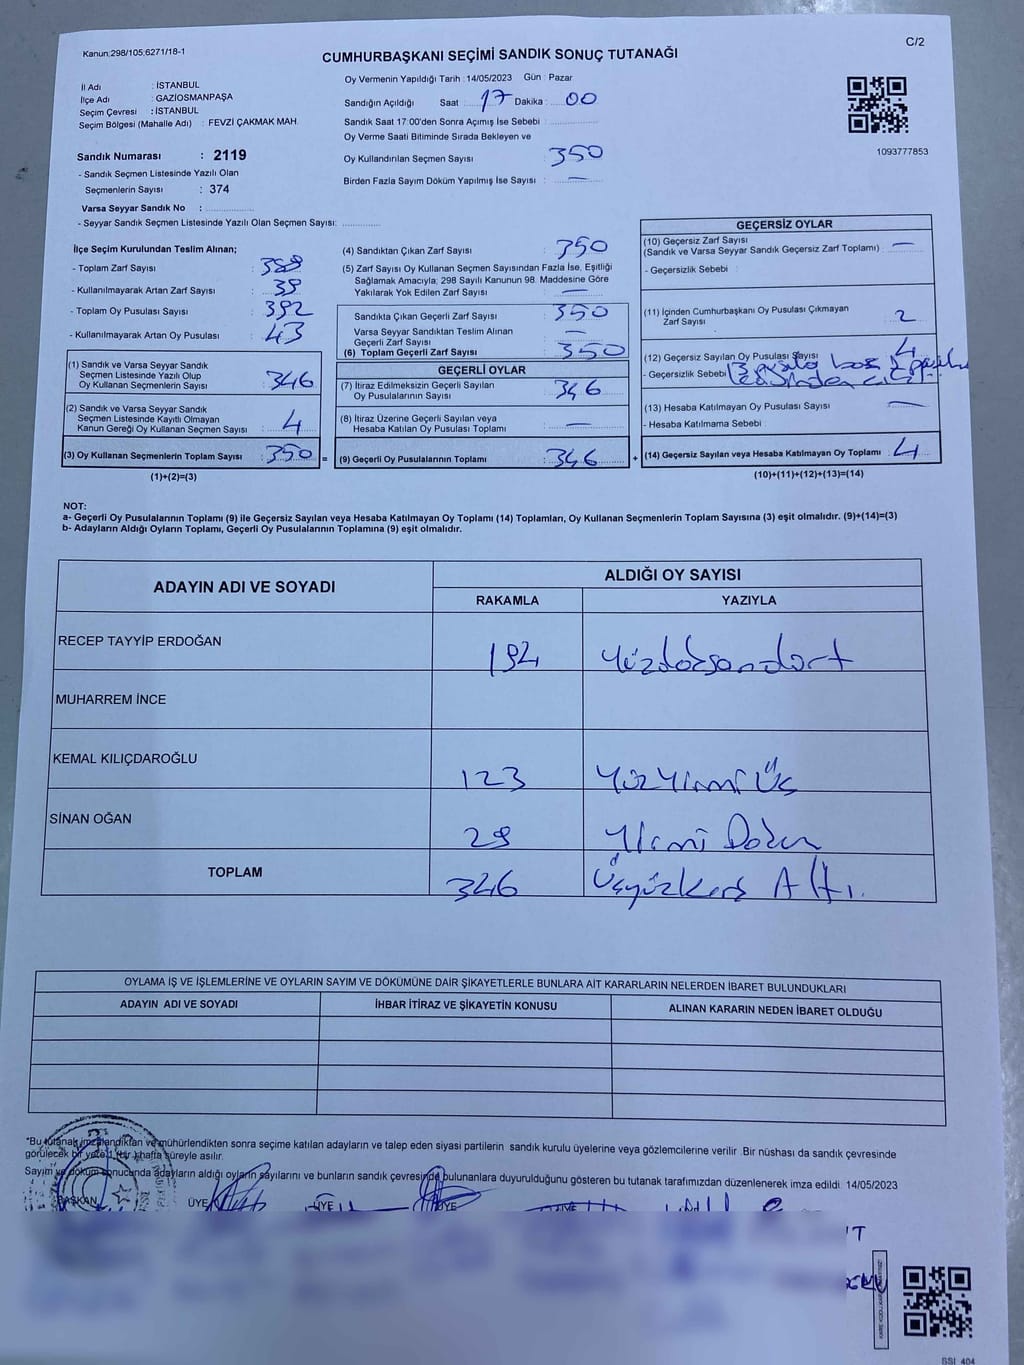 Kanun:298/105;6271/18-1
C/2
CUMHURBAŞKANI SEÇİMİ SANDIK SONUÇ TUTANAĞI
İl Adı : İSTANBUL
İlçe Adı : GAZİOSMANPAŞA
Seçim Çevresi : İSTANBUL
Seçim Bölgesi (Mahalle Adı) : FEVZİ ÇAKMAK MAH.
Sandık Numarası : 2119
- Sandık Seçmen Listesinde Yazılı Olan
Seçmenlerin Sayısı : 374
Varsa Seyyar Sandık No :
- Seyyar Sandık Seçmen Listesinde Yazılı Olan Seçmen Sayısı:
Oy Vermenin Yapıldığı Tarih :14/05/2023 Gün : Pazar
Sandığın Açıldığı Saat : 17 Dakika : 00
Sandık Saat 17:00'den Sonra Açımış İse Sebebi :
Oy Verme Saati Bitiminde Sırada Bekleyen ve
Oy Kullandırılan Seçmen Sayısı : 350
Birden Fazla Sayım Döküm Yapılmış İse Sayısı : —
1093777853
İlçe Seçim Kurulundan Teslim Alınan;
- Toplam Zarf Sayısı :
- Kullanılmayarak Artan Zarf Sayısı : 39
- Toplam Oy Pusulası Sayısı : 392
- Kullanılmayarak Artan Oy Pusulası : 43
(1) Sandık ve Varsa Seyyar Sandık
Seçmen Listesinde Yazılı Olup
Oy Kullanan Seçmenlerin Sayısı : 346
(2) Sandık ve Varsa Seyyar Sandık
Seçmen Listesinde Kayıtlı Olmayan
Kanun Gereği Oy Kullanan Seçmen Sayısı : 4
(3) Oy Kullanan Seçmenlerin Toplam Sayısı : 350 =
(1)+(2)=(3)
(4) Sandıktan Çıkan Zarf Sayısı : 350
(5) Zarf Sayısı Oy Kullanan Seçmen Sayısından Fazla İse, Eşitliği
Sağlamak Amacıyla; 298 Sayılı Kanunun 98. Maddesine Göre
Yakılarak Yok Edilen Zarf Sayısı : —
Sandıkta Çıkan Geçerli Zarf Sayısı : 350
Varsa Seyyar Sandıktan Teslim Alınan
Geçerli Zarf Sayısı : —
(6) Toplam Geçerli Zarf Sayısı : 350
GEÇERLİ OYLAR
(7) İtiraz Edilmeksizin Geçerli Sayılan
Oy Pusulalarının Sayısı : 346
(8) İtiraz Üzerine Geçerli Sayılan veya
Hesaba Katılan Oy Pusulası Toplamı : —
(9) Geçerli Oy Pusulalarının Toplamı : 346 +
GEÇERSİZ OYLAR
(10) Geçersiz Zarf Sayısı
(Sandık ve Varsa Seyyar Sandık Geçersiz Zarf Toplamı) : —
- Geçersizlik Sebebi :
(11) İçinden Cumhurbaşkanı Oy Pusulası Çıkmayan
Zarf Sayısı : 2
(12) Geçersiz Sayılan Oy Pusulası Sayısı : 4
- Geçersizlik Sebebi
(13) Hesaba Katılmayan Oy Pusulası Sayısı : —
- Hesaba Katılmama Sebebi :
(14) Geçersiz Sayılan veya Hesaba Katılmayan Oy Toplamı : 4
(10)+(11)+(12)+(13)=(14)
NOT:
a- Geçerli Oy Pusulalarının Toplamı (9) ile Geçersiz Sayılan veya Hesaba Katılmayan Oy Toplamı (14) Toplamları, Oy Kullanan Seçmenlerin Toplam Sayısına (3) eşit olmalıdır. (9)+(14)=(3)
b- Adayların Aldığı Oyların Toplamı, Geçerli Oy Pusulalarının Toplamına (9) eşit olmalıdır.
ADAYIN ADI VE SOYADI
ALDIĞI OY SAYISI
RAKAMLA YAZIYLA
RECEP TAYYİP ERDOĞAN 194 Yüzdoksandört
MUHARREM İNCE
KEMAL KILIÇDAROĞLU 123 Yüzyirmi Üç
SİNAN OĞAN 29 Yirmi Dokuz
TOPLAM 346 Üçyüzkırk Altı.
OYLAMA İŞ VE İŞLEMLERİNE VE OYLARIN SAYIM VE DÖKÜMÜNE DAİR ŞİKAYETLERLE BUNLARA AİT KARARLARIN NELERDEN İBARET BULUNDUKLARI
ADAYIN ADI VE SOYADI İHBAR İTİRAZ VE ŞİKAYETİN KONUSU ALINAN KARARIN NEDEN İBARET OLDUĞU
*Bu tutanak imzalandıktan ve mühürlendikten sonra seçime katılan adayların ve talep eden siyasi partilerin sandık kurulu üyelerine veya gözlemcilerine verilir. Bir nüshası da sandık çevresinde
görülecek bir yere 1 (bir) hafta süreyle asılır.
Sayım ve döküm sonucunda adayların aldığı oyların sayılarını ve bunların sandık çevresinde bulunanlara duyurulduğunu gösteren bu tutanak tarafımızdan düzenlenerek imza edildi. 14/05/2023
BAŞKAN ÜYE ÜYE ÜYE ÜYE
SSI_404